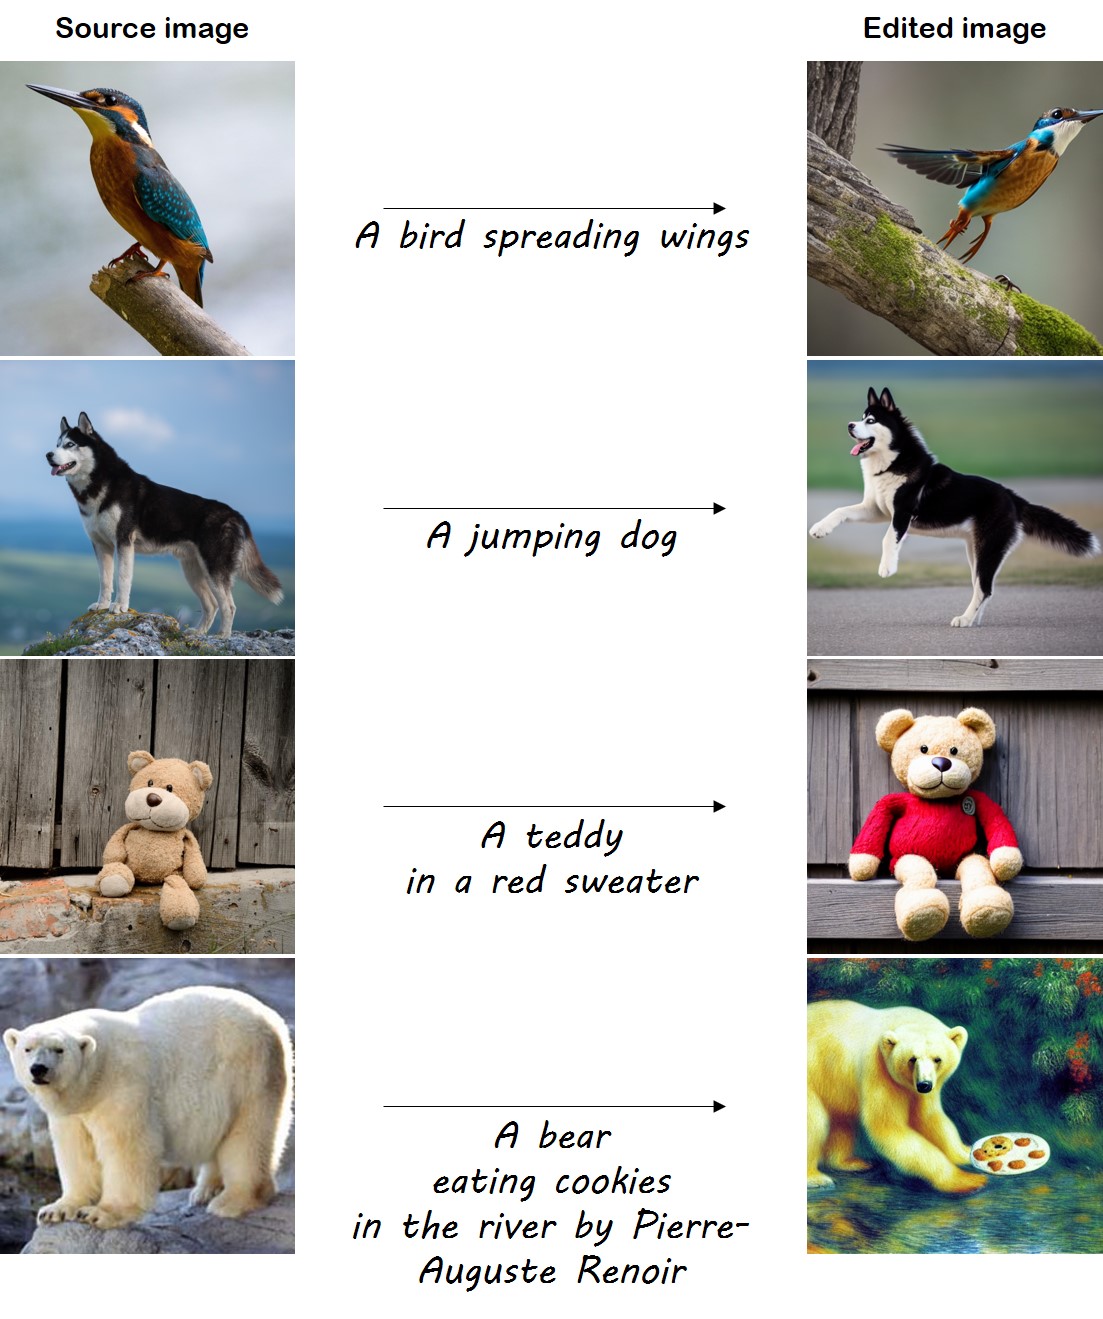 Source image
Edited image
A bird spreading wings
A jumping dog
A teddy
in a red sweater
A bear
eating cookies
in the river by Pierre-
Auguste Renoir